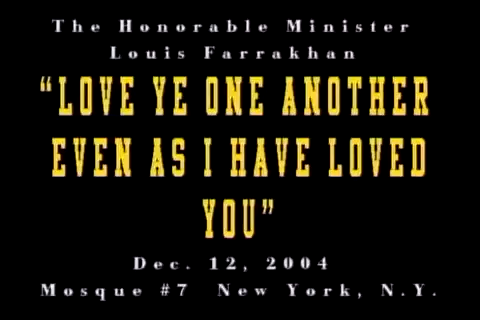 The Honorable Minister
Louis Farrakhan
“LOVE YE ONE ANOTHER
EVEN AS I HAVE LOVED
YOU”
Dec. 12, 2004
Mosque #7 New York, N.Y.